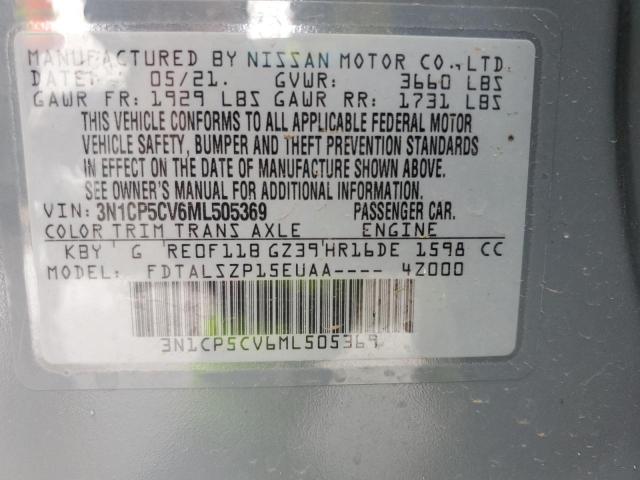 MANUFACTURED BY NISSAN MOTOR CO., LTD.
DATE: 05/21. GVWR: 3660 LBS
GAWR FR: 1929 LBS GAWR RR: 1731 LBS
THIS VEHICLE CONFORMS TO ALL APPLICABLE FEDERAL MOTOR
VEHICLE SAFETY, BUMPER AND THEFT PREVENTION STANDARDS
IN EFFECT ON THE DATE OF MANUFACTURE SHOWN ABOVE.
SEE OWNER'S MANUAL FOR ADDITIONAL INFORMATION.
VIN: 3N1CP5CV6ML505369 PASSENGER CAR.
COLOR TRIM TRANS AXLE ENGINE
KBY G RE0F11B GZ39 HR16DE 1598 CC
MODEL: FDTALSZP15EUAA---- 4Z000
3N1CP5CV6ML505369